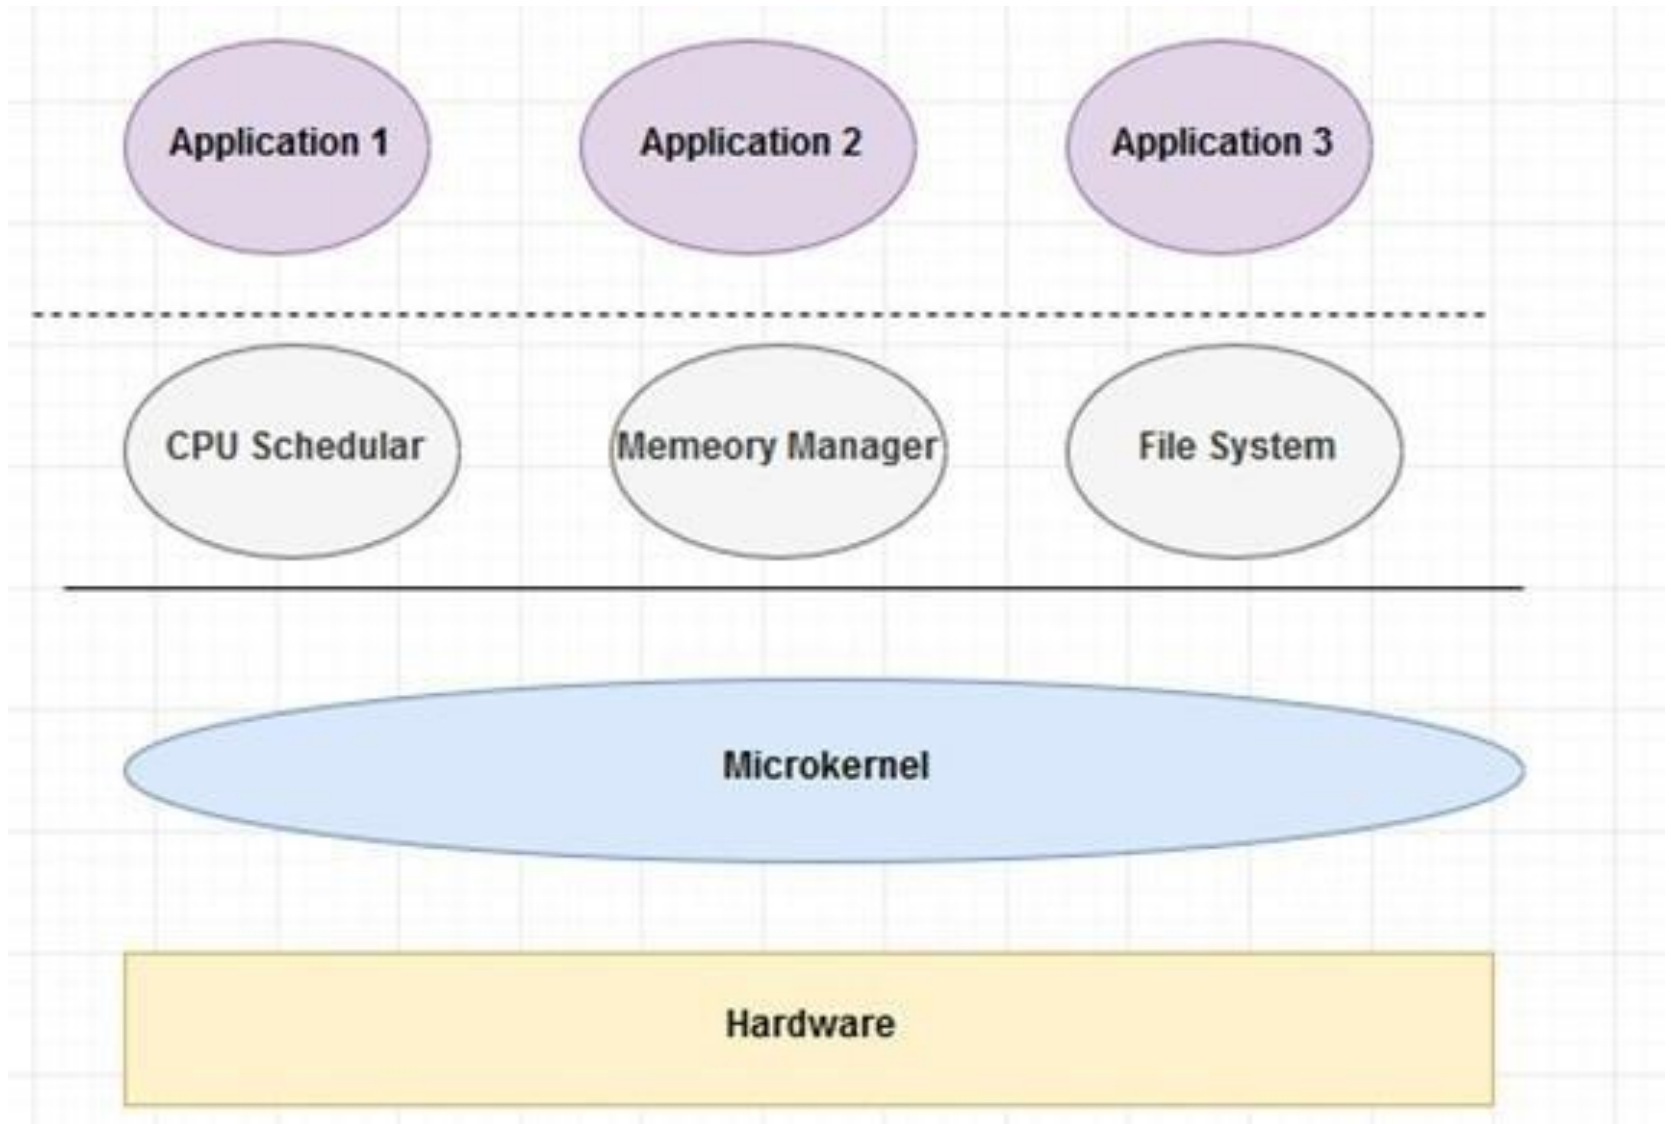 Application 1
Application 2
Application 3
CPU Schedular
Memeory Manager
File System
Microkernel
Hardware